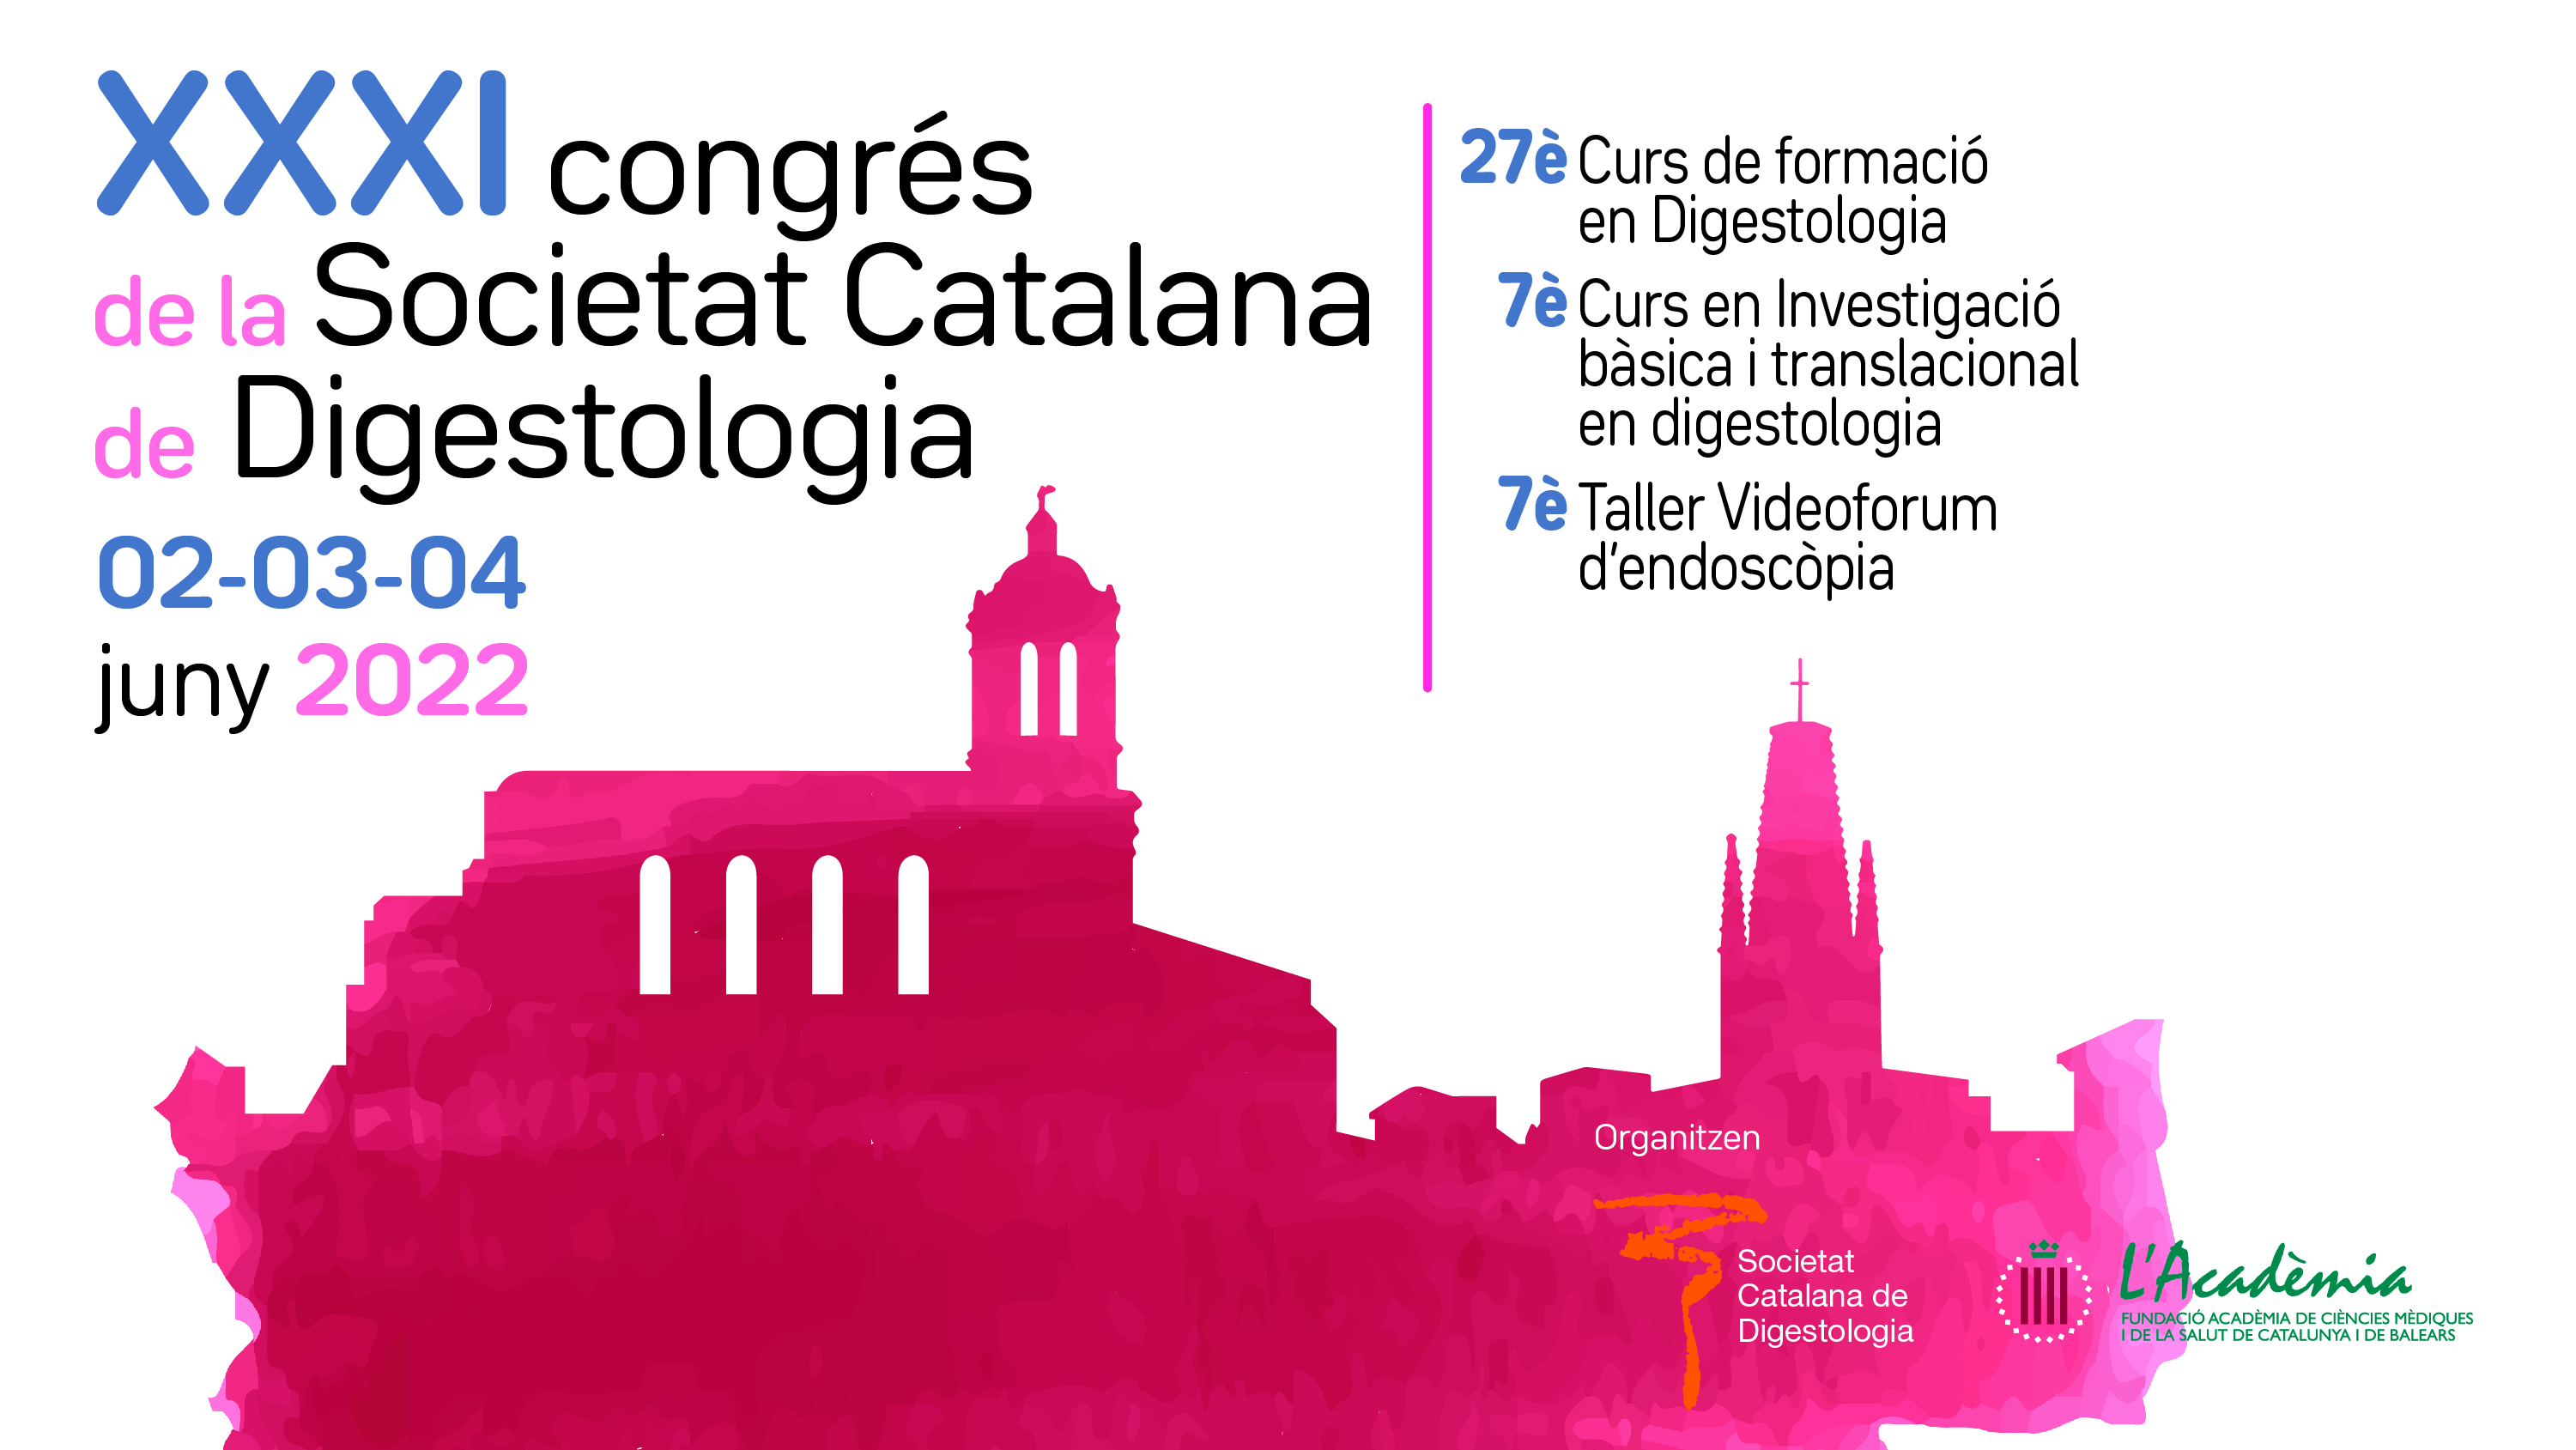 XXXI congrés
de la Societat Catalana
de Digestologia
02-03-04
juny 2022
27è Curs de formació
en Digestologia
7è Curs en Investigació
bàsica i translacional
en digestologia
7è Taller Videoforum
d’endoscòpia
Organitzen
Societat
Catalana de
Digestologia
L’Acadèmia
FUNDACIÓ ACADÈMIA DE CIÈNCIES MÈDIQUES
I DE LA SALUT DE CATALUNYA I DE BALEARS